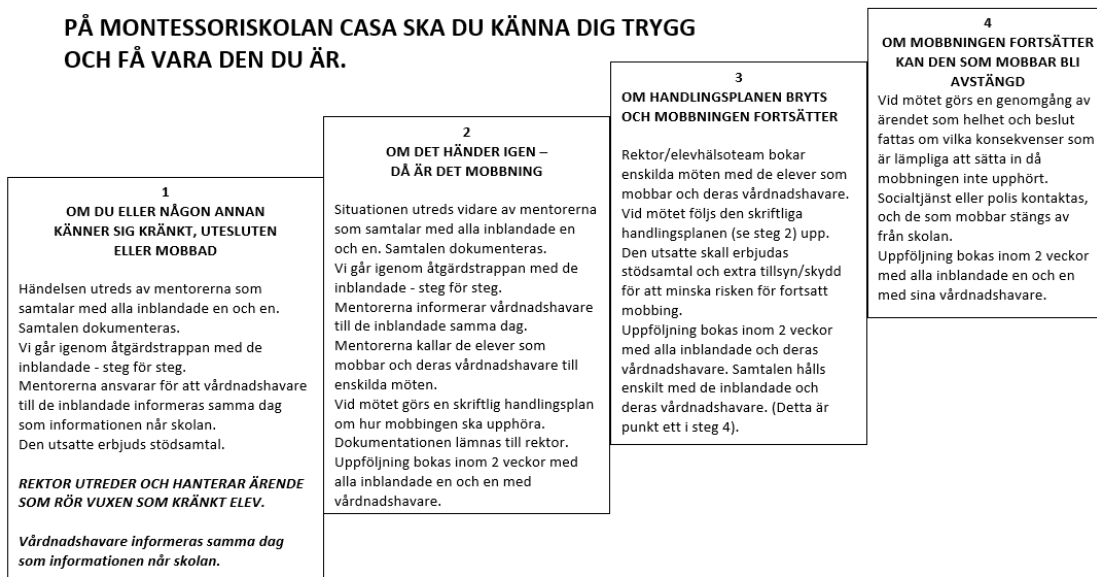 PÅ MONTESSORISKOLAN CASA SKA DU KÄNNA DIG TRYGG
OCH FÅ VARA DEN DU ÄR.
1
OM DU ELLER NÅGON ANNAN
KÄNNER SIG KRÄNKT, UTESLUTEN
ELLER MOBBAD
Händelsen utreds av mentorerna som
samtalar med alla inblandade en och en.
Samtalen dokumenteras.
Vi går igenom åtgärdstrappan med de
inblandade - steg för steg.
Mentorerna ansvarar för att vårdnadshavare
till de inblandade informeras samma dag
som informationen når skolan.
Den utsatte erbjuds stödsamtal.
REKTOR UTREDER OCH HANTERAR ÄRENDE
SOM RÖR VUXEN SOM KRÄNKT ELEV.
Vårdnadshavare informeras samma dag
som informationen når skolan.
2
OM DET HÄNDER IGEN –
DÅ ÄR DET MOBBNING
Situationen utreds vidare av mentorerna
som samtalar med alla inblandade en
och en. Samtalen dokumenteras.
Vi går igenom åtgärdstrappan med de
inblandade - steg för steg.
Mentorerna informerar vårdnadshavare
till de inblandade samma dag.
Mentorerna kallar de elever som
mobbar och deras vårdnadshavare till
enskilda möten.
Vid mötet görs en skriftlig handlingsplan
om hur mobbingen ska upphöra.
Dokumentationen lämnas till rektor.
Uppföljning bokas inom 2 veckor med
alla inblandade en och en med
vårdnadshavare.
3
OM HANDLINGSPLANEN BRYTS
OCH MOBBNINGEN FORTSÄTTER
Rektor/elevhälsoteam bokar
enskilda möten med de elever som
mobbar och deras vårdnadshavare.
Vid mötet följs den skriftliga
handlingsplanen (se steg 2) upp.
Den utsatte skall erbjudas
stödsamtal och extra tillsyn/skydd
för att minska risken för fortsatt
mobbing.
Uppföljning bokas inom 2 veckor
med alla inblandade och deras
vårdnadshavare. Samtalen hålls
enskilt med de inblandade och
deras vårdnadshavare. (Detta är
punkt ett i steg 4).
4
OM MOBBNINGEN FORTSÄTTER
KAN DEN SOM MOBBAR BLI
AVSTÄNGD
Vid mötet görs en genomgång av
ärendet som helhet och beslut
fattas om vilka konsekvenser som
är lämpliga att sätta in då
mobbningen inte upphört.
Socialtjänst eller polis kontaktas,
och de som mobbar stängs av
från skolan.
Uppföljning bokas inom 2 veckor
med alla inblandade en och en
med sina vårdnadshavare.